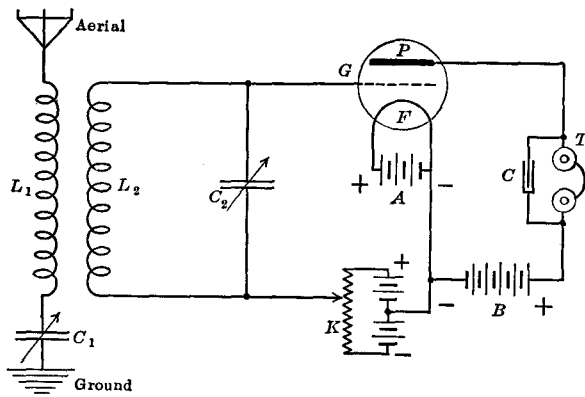 Aerial
P
G
F
T
L₁
L₂
C₂
C
+ A −
+
K
− B +
C₁
−
Ground